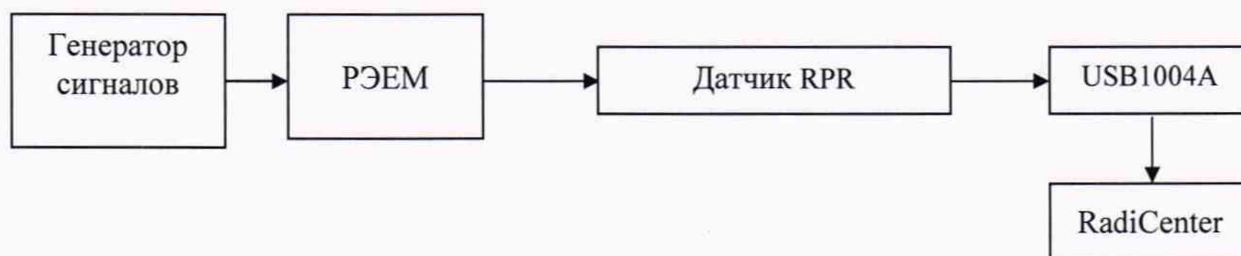 Генератор
сигналов
РЭЕМ
Датчик RPR
USB1004A
RadiCenter